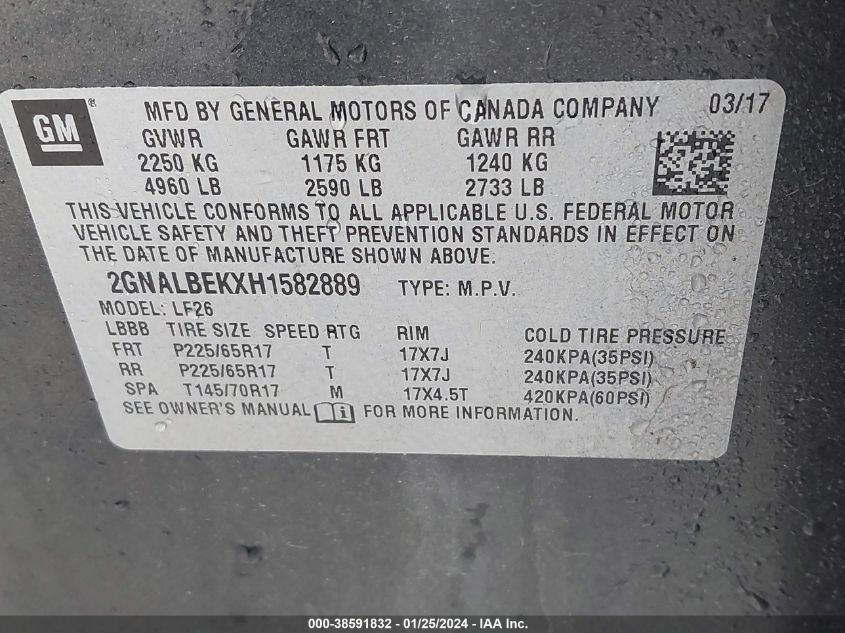 GM ® MFD BY GENERAL MOTORS OF CANADA COMPANY 03/17
GVWR GAWR FRT GAWR RR
2250 KG 1175 KG 1240 KG
4960 LB 2590 LB 2733 LB
THIS VEHICLE CONFORMS TO ALL APPLICABLE U.S. FEDERAL MOTOR
VEHICLE SAFETY AND THEFT PREVENTION STANDARDS IN EFFECT ON
THE DATE OF MANUFACTURE SHOWN ABOVE.
2GNALBEKXH1582889 TYPE: M.P.V.
MODEL: LF26
LBBB TIRE SIZE SPEED RTG RIM COLD TIRE PRESSURE
FRT P225/65R17 T 17X7J 240KPA(35PSI)
RR P225/65R17 T 17X7J 240KPA(35PSI)
SPA T145/70R17 M 17X4.5T 420KPA(60PSI)
SEE OWNER'S MANUAL FOR MORE INFORMATION.
000-38591832 - 01/25/2024 - IAA Inc.